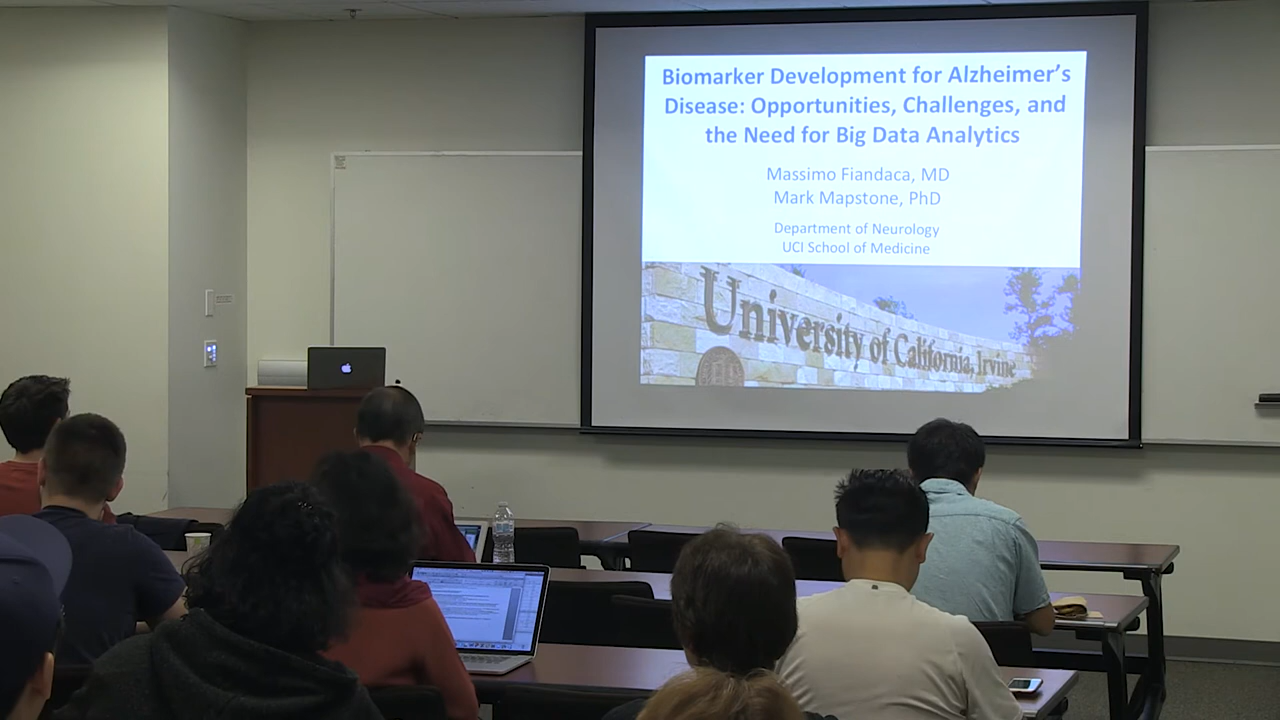 Biomarker Development for Alzheimer's
Disease: Opportunities, Challenges, and
the Need for Big Data Analytics
Massimo Fiandaca, MD
Mark Mapstone, PhD
Department of Neurology
UCI School of Medicine
University of California, Irvine